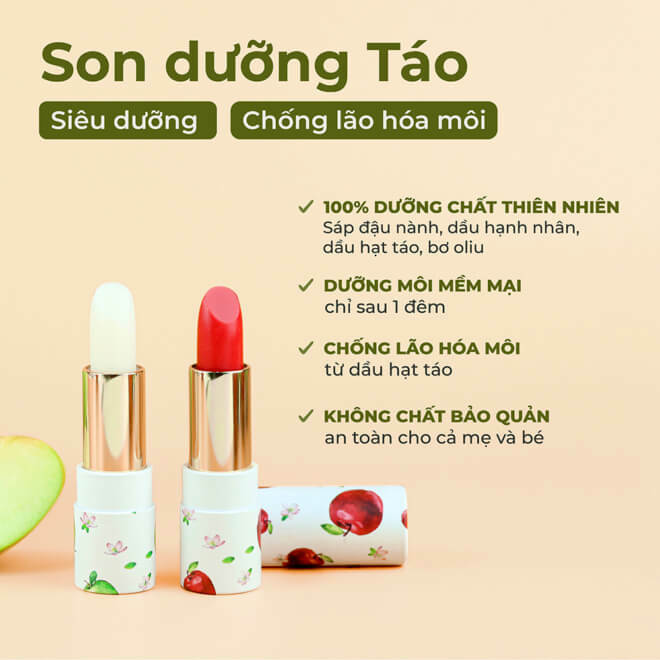 Son dưỡng Táo
Siêu dưỡng
Chống lão hóa môi
100% DƯỠNG CHẤT THIÊN NHIÊN
Sáp đậu nành, dầu hạnh nhân,
dầu hạt táo, bơ oliu
DƯỠNG MÔI MỀM MẠI
chỉ sau 1 đêm
CHỐNG LÃO HÓA MÔI
từ dầu hạt táo
KHÔNG CHẤT BẢO QUẢN
an toàn cho cả mẹ và bé